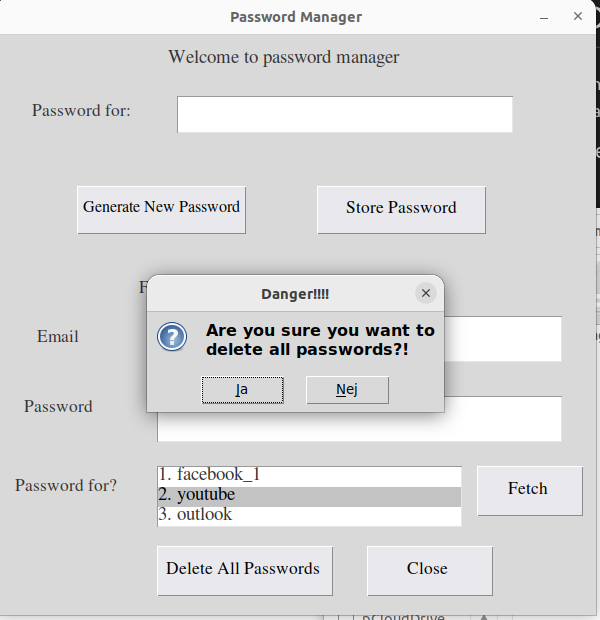 Password Manager
Welcome to password manager
Password for:
Generate New Password
Store Password
Danger!!!!
Are you sure you want to
delete all passwords?!
Ja
Nej
Email
Password
Password for?
1. facebook_1
2. youtube
3. outlook
Fetch
Delete All Passwords
Close